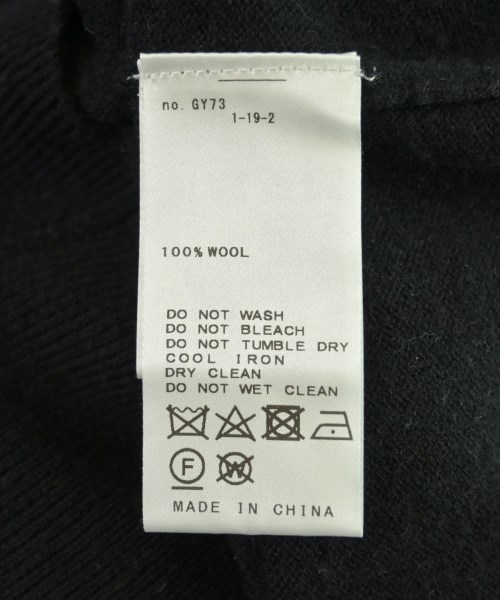 no. GY73
1-19-2
100% WOOL
DO NOT WASH
DO NOT BLEACH
DO NOT TUMBLE DRY
COOL IRON
DRY CLEAN
DO NOT WET CLEAN
F W
MADE IN CHINA